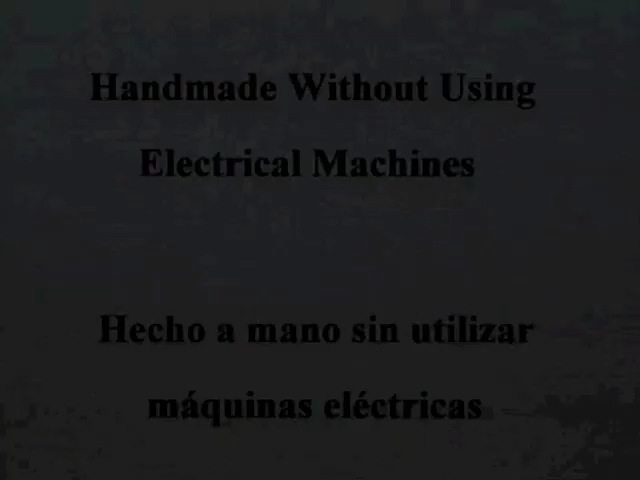 Handmade Without Using
Electrical Machines
Hecho a mano sin utilizar
máquinas eléctricas